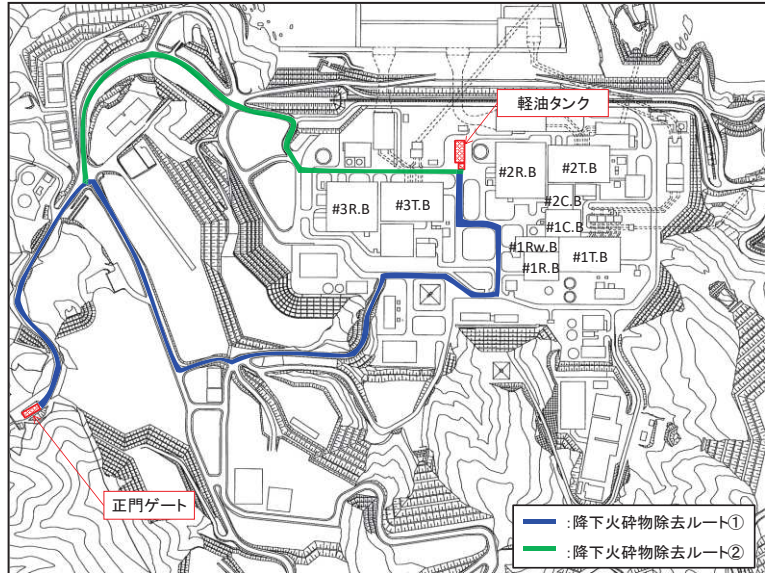 軽油タンク
#2R.B
#2T.B
#2C.B
#3R.B
#3T.B
#1C.B
#1Rw.B
#1R.B
#1T.B
正門ゲート
:降下火砕物除去ルート①
:降下火砕物除去ルート②